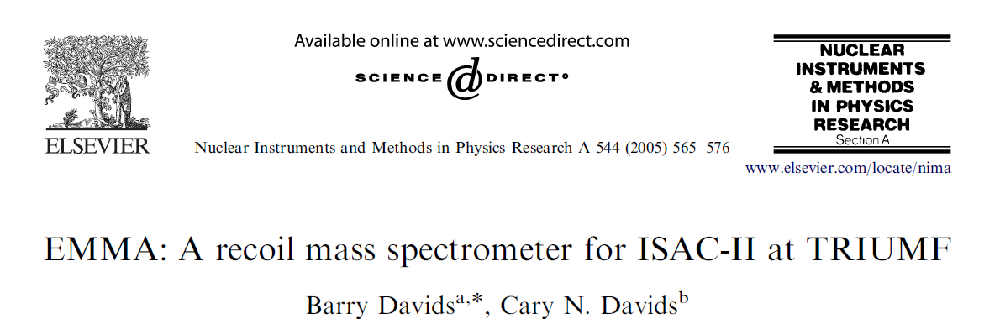 Available online at www.sciencedirect.com
SCIENCE @ DIRECT®
ELSEVIER
Nuclear Instruments and Methods in Physics Research A 544 (2005) 565–576
NUCLEAR
INSTRUMENTS
& METHODS
IN PHYSICS
RESEARCH
Section A
www.elsevier.com/locate/nima
EMMA: A recoil mass spectrometer for ISAC-II at TRIUMF
Barry Davidsᵃ,*, Cary N. Davidsᵇ